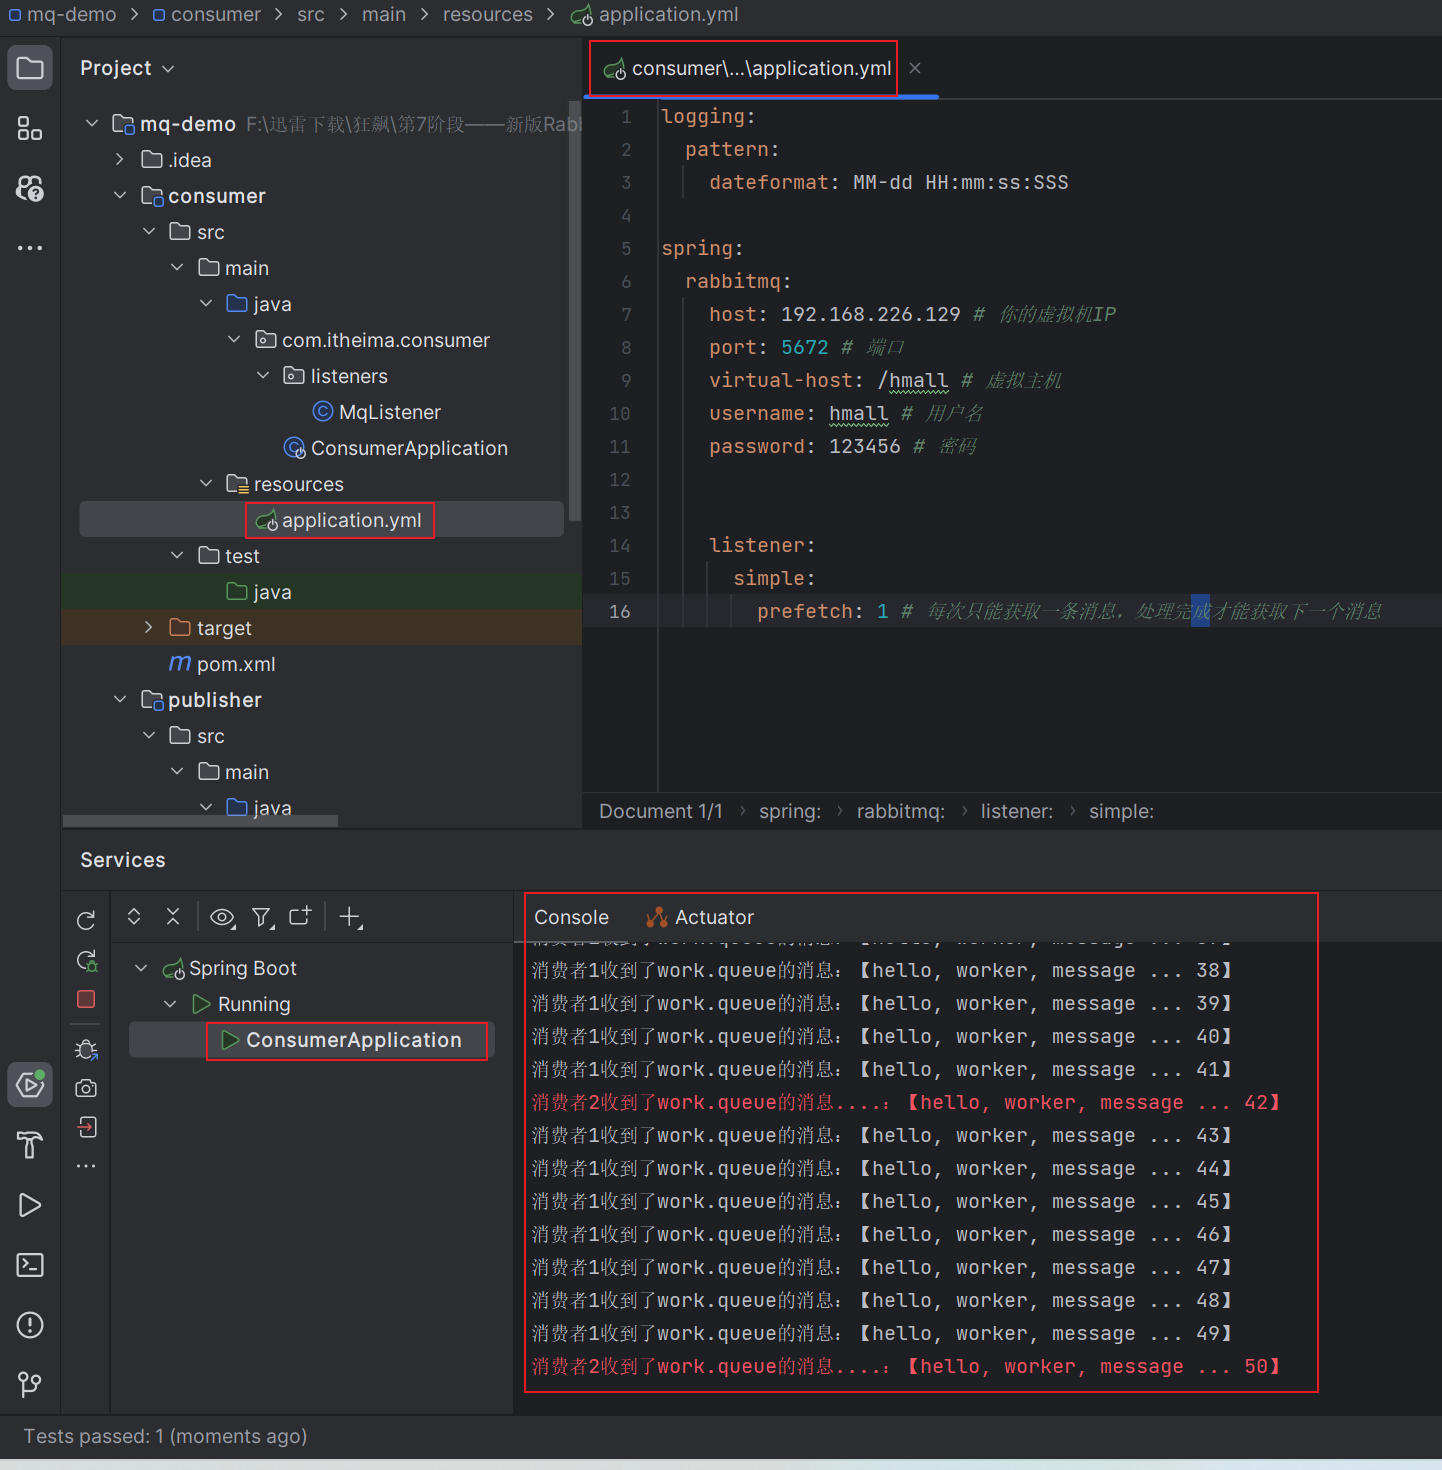 mq-demo > consumer > src > main > resources > application.yml
Project
mq-demo F:\迅雷下载\狂飙\第7阶段——新版Rab
.idea
consumer
src
main
java
com.itheima.consumer
listeners
MqListener
ConsumerApplication
resources
application.yml
test
java
target
pom.xml
publisher
src
main
java
consumer\...\application.yml
1 logging:
2 pattern:
3 dateformat: MM-dd HH:mm:ss:SSS
4
5 spring:
6 rabbitmq:
7 host: 192.168.226.129 # 你的虚拟机IP
8 port: 5672 # 端口
9 virtual-host: /hmall # 虚拟主机
10 username: hmall # 用户名
11 password: 123456 # 密码
12
13
14 listener:
15 simple:
16 prefetch: 1 # 每次只能获取一条消息，处理完成才能获取下一个消息
Document 1/1 > spring: > rabbitmq: > listener: > simple:
Services
Spring Boot
Running
ConsumerApplication
Console Actuator
消费者1收到了work.queue的消息：【hello, worker, message ... 38】
消费者1收到了work.queue的消息：【hello, worker, message ... 39】
消费者1收到了work.queue的消息：【hello, worker, message ... 40】
消费者1收到了work.queue的消息：【hello, worker, message ... 41】
消费者2收到了work.queue的消息....：【hello, worker, message ... 42】
消费者1收到了work.queue的消息：【hello, worker, message ... 43】
消费者1收到了work.queue的消息：【hello, worker, message ... 44】
消费者1收到了work.queue的消息：【hello, worker, message ... 45】
消费者1收到了work.queue的消息：【hello, worker, message ... 46】
消费者1收到了work.queue的消息：【hello, worker, message ... 47】
消费者1收到了work.queue的消息：【hello, worker, message ... 48】
消费者1收到了work.queue的消息：【hello, worker, message ... 49】
消费者2收到了work.queue的消息....：【hello, worker, message ... 50】
Tests passed: 1 (moments ago)